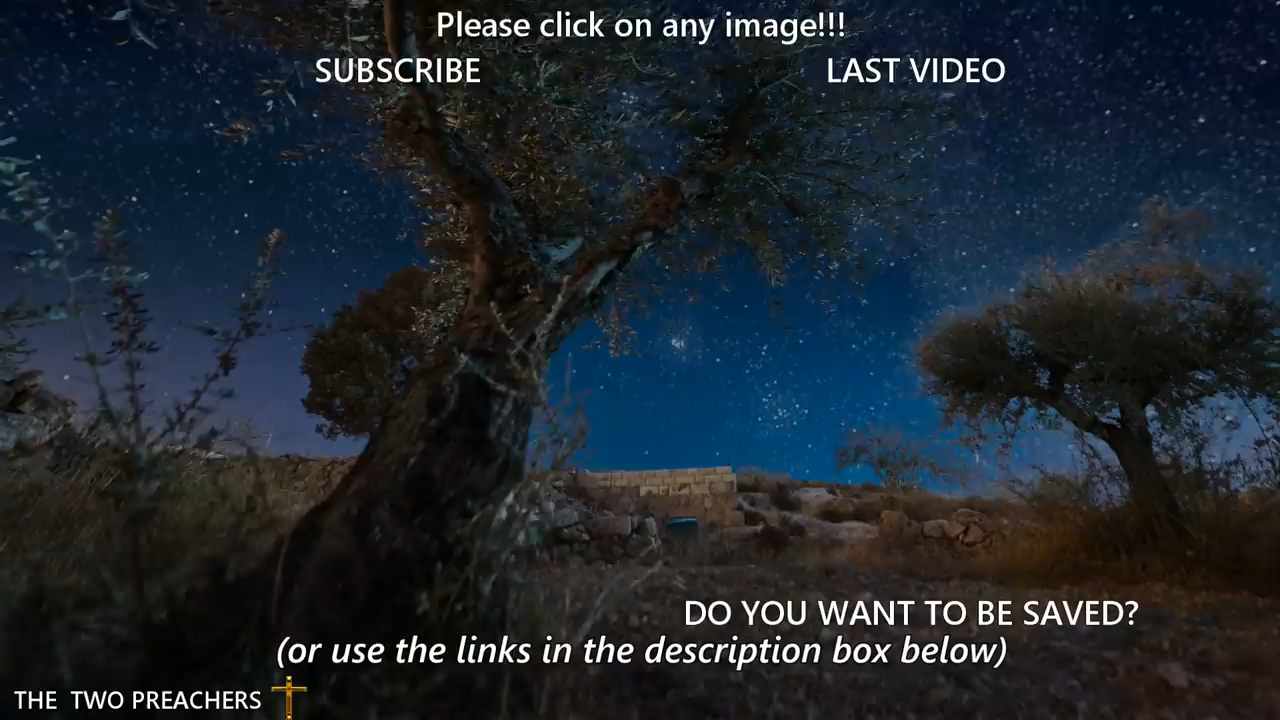 Please click on any image!!!
SUBSCRIBE
LAST VIDEO
DO YOU WANT TO BE SAVED?
(or use the links in the description box below)
THE  TWO PREACHERS